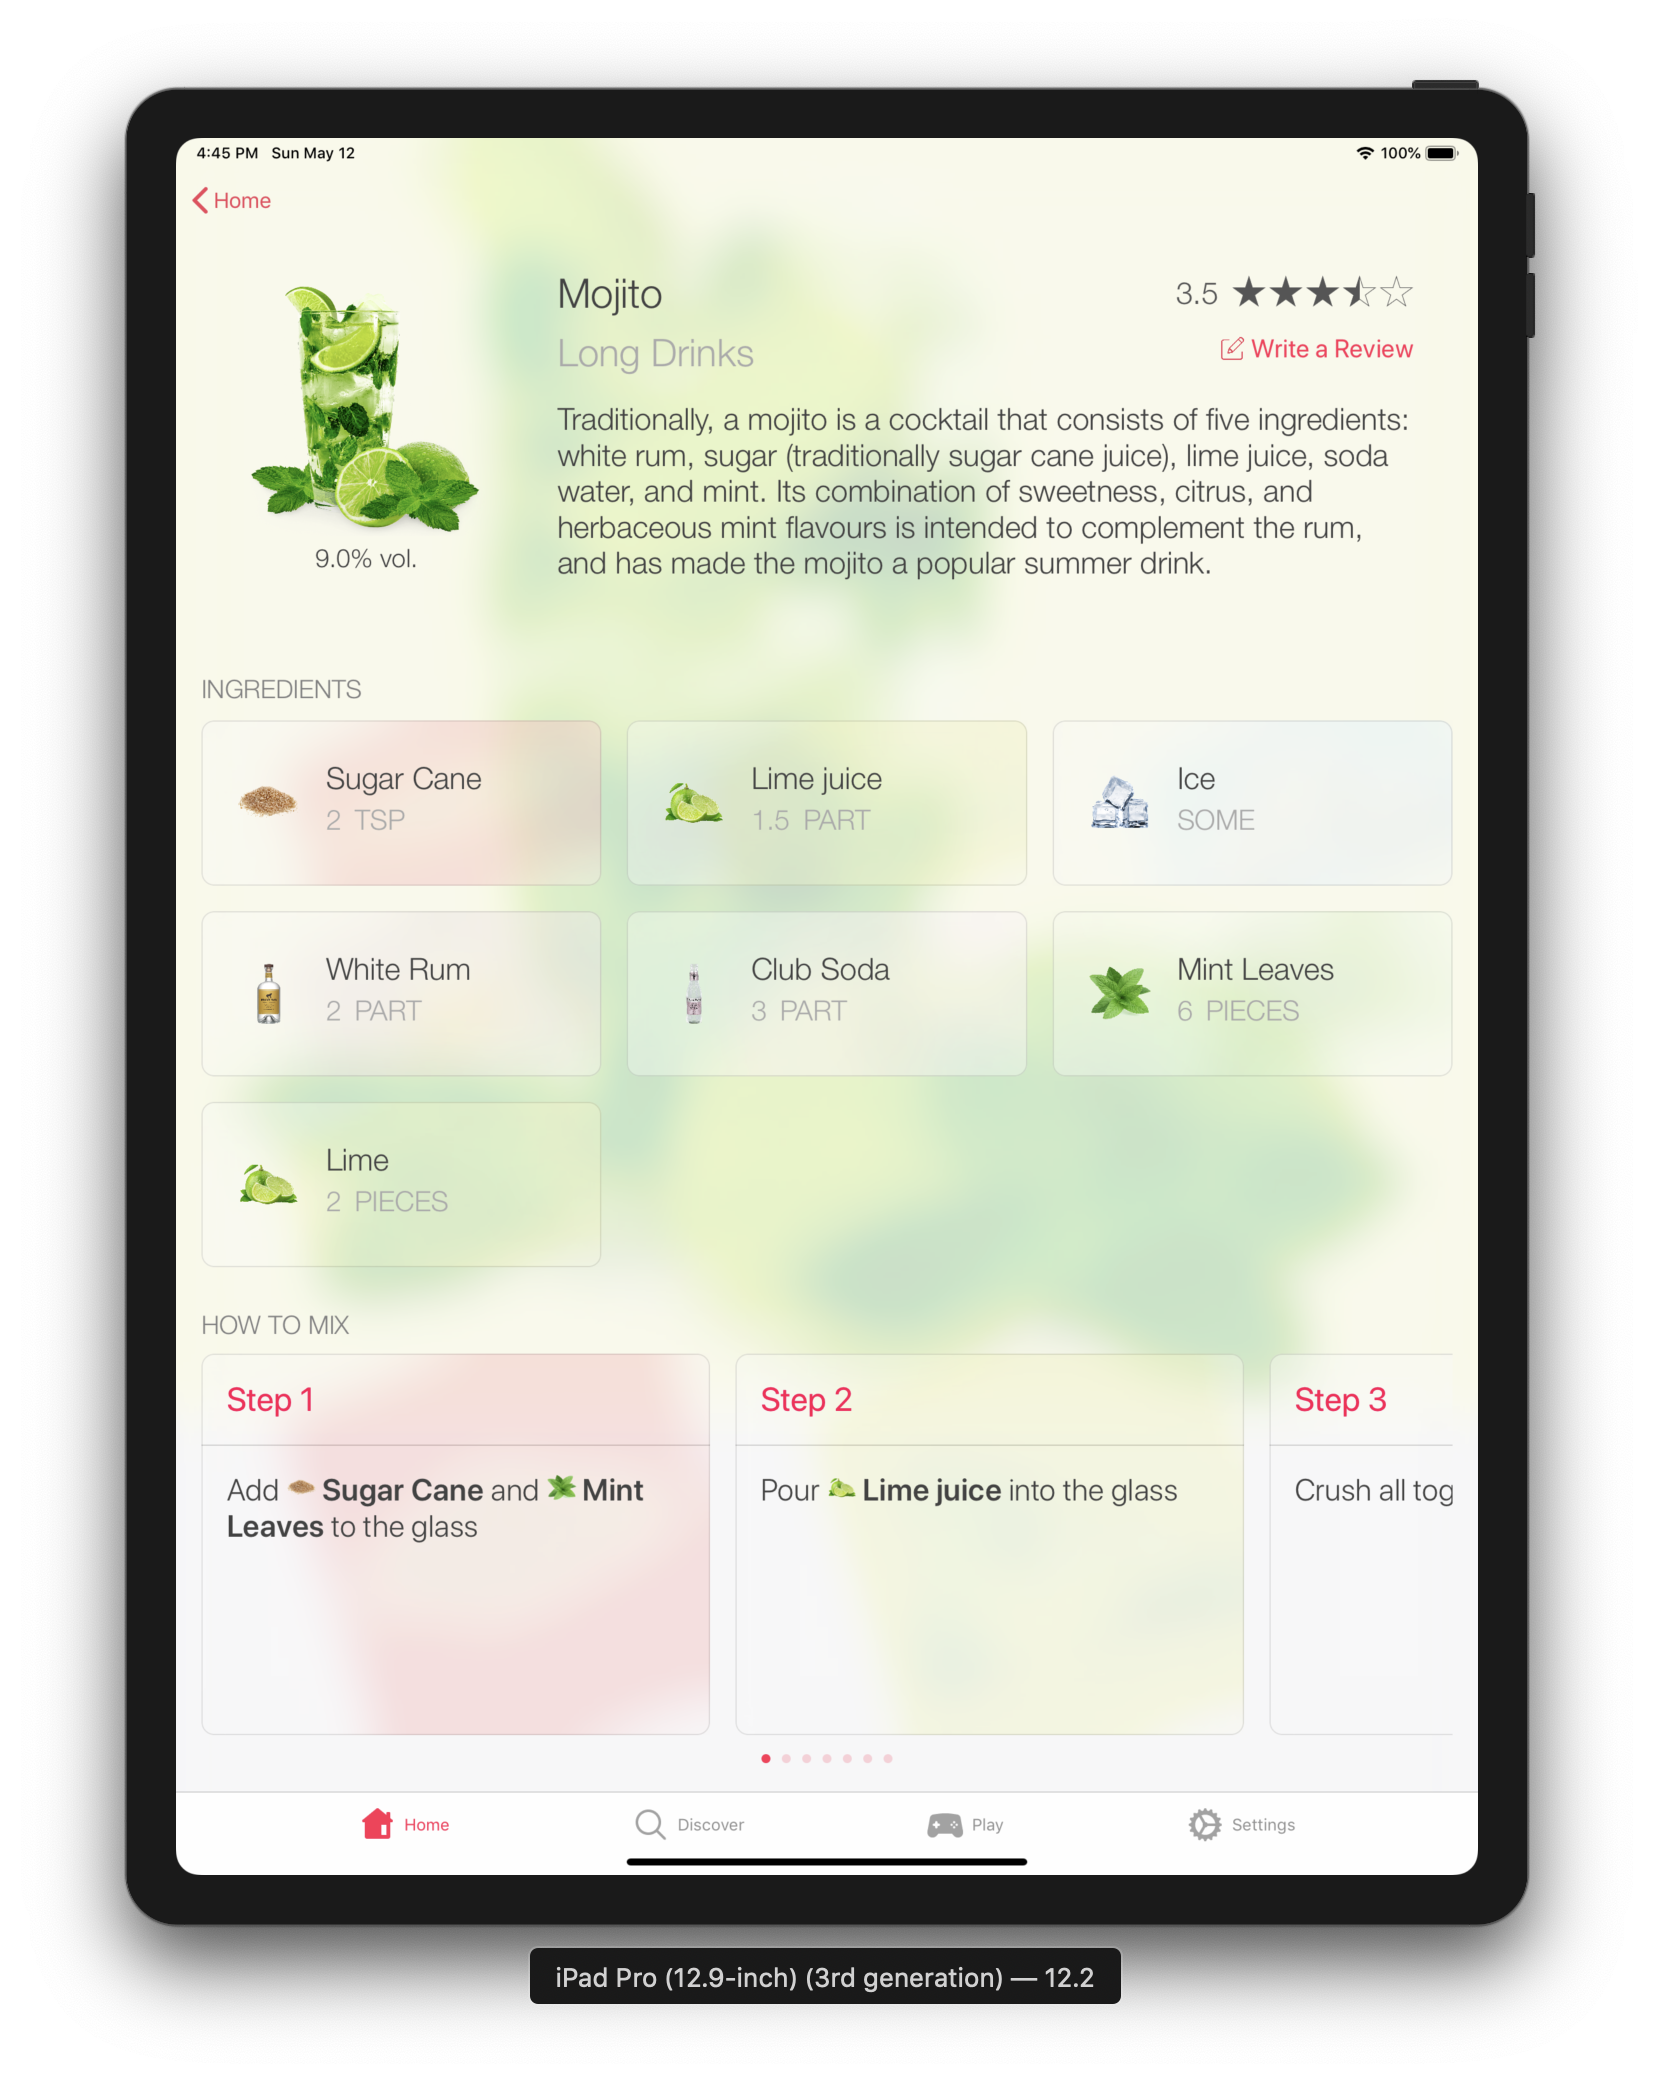 4:45 PM Sun May 12
100%
Home
Mojito
3.5
Long Drinks
Write a Review
Traditionally, a mojito is a cocktail that consists of five ingredients:
white rum, sugar (traditionally sugar cane juice), lime juice, soda
water, and mint. Its combination of sweetness, citrus, and
herbaceous mint flavours is intended to complement the rum,
and has made the mojito a popular summer drink.
9.0% vol.
INGREDIENTS
Sugar Cane
2 TSP
Lime juice
1.5 PART
Ice
SOME
White Rum
2 PART
Club Soda
3 PART
Mint Leaves
6 PIECES
Lime
2 PIECES
HOW TO MIX
Step 1
Add Sugar Cane and Mint
Leaves to the glass
Step 2
Pour Lime juice into the glass
Step 3
Crush all tog
Home
Discover
Play
Settings
iPad Pro (12.9-inch) (3rd generation) — 12.2